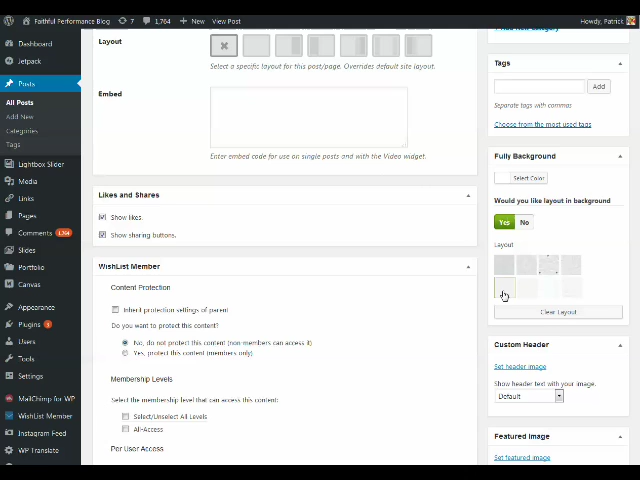 Faithful Performance Blog
7
1,764
New
View Post
Howdy, Patrick
Dashboard
Jetpack
Posts
All Posts
Add New
Categories
Tags
Lightbox Slider
Media
Links
Pages
Comments 1,764
Slides
Portfolio
Canvas
Appearance
Plugins
Users
Tools
Settings
MailChimp for WP
WishList Member
Instagram Feed
WP Translate
Layout
Select a specific layout for this post/page. Overrides default site layout.
Embed
Enter embed code for use on single posts and with the Video widget.
Likes and Shares
Show likes.
Show sharing buttons.
WishList Member
Content Protection
Inherit protection settings of parent
Do you want to protect this content?
No, do not protect this content (non members can access it)
Yes, protect this content (members only)
Membership Levels
Select the membership level that can access this content:
Select/Unselect All Levels
All-Access
Per User Access
+ Add New Category
Tags
Add
Separate tags with commas
Choose from the most used tags
Fully Background
Select Color
Would you like layout in background
Yes
No
Layout
Clear Layout
Custom Header
Set header image
Show header text with your image.
Default
Featured Image
Set featured image